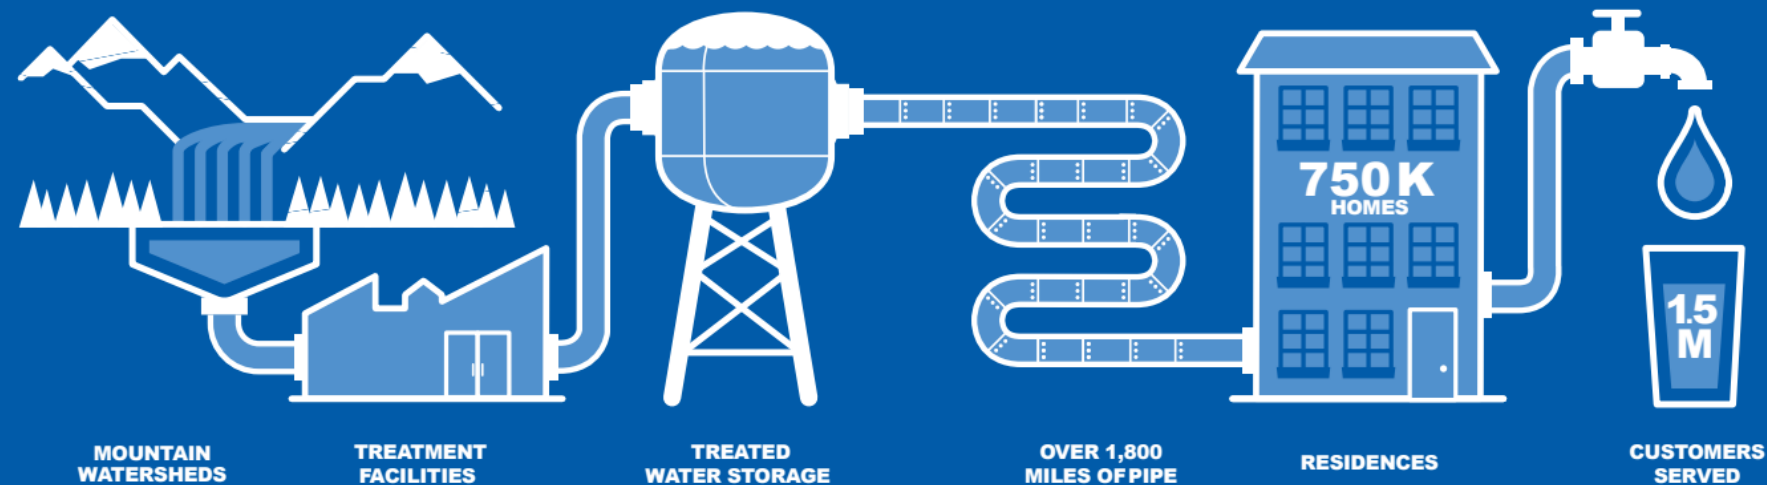 750K
HOMES
1.5
M
MOUNTAIN
WATERSHEDS
TREATMENT
FACILITIES
TREATED
WATER STORAGE
OVER 1,800
MILES OF PIPE
RESIDENCES
CUSTOMERS
SERVED